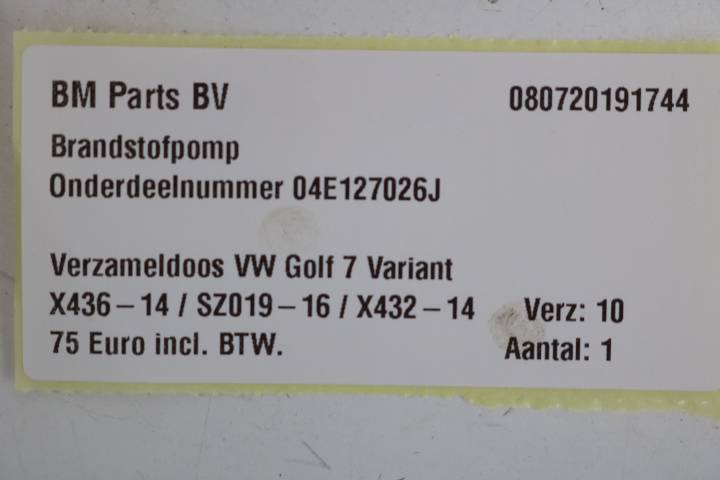 BM Parts BV 080720191744
Brandstofpomp
Onderdeelnummer 04E127026J
Verzameldoos VW Golf 7 Variant
X436 – 14 / SZ019 – 16 / X432 – 14 Verz: 10
75 Euro incl. BTW. Aantal: 1